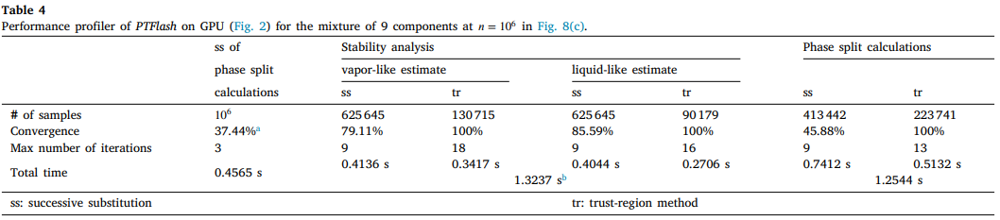 Table 4
Performance profiler of PTFlash on GPU (Fig. 2) for the mixture of 9 components at n = 10⁶ in Fig. 8(c).
ss of Stability analysis Phase split calculations
phase split vapor-like estimate liquid-like estimate
calculations ss tr ss tr ss tr
# of samples 10⁶ 625 645 130 715 625 645 90 179 413 442 223 741
Convergence 37.44%ᵃ 79.11% 100% 85.59% 100% 45.88% 100%
Max number of iterations 3 9 18 9 16 9 13
Total time 0.4565 s 0.4136 s 0.3417 s 0.4044 s 0.2706 s 0.7412 s 0.5132 s
1.3237 sᵇ 1.2544 s
ss: successive substitution tr: trust-region method